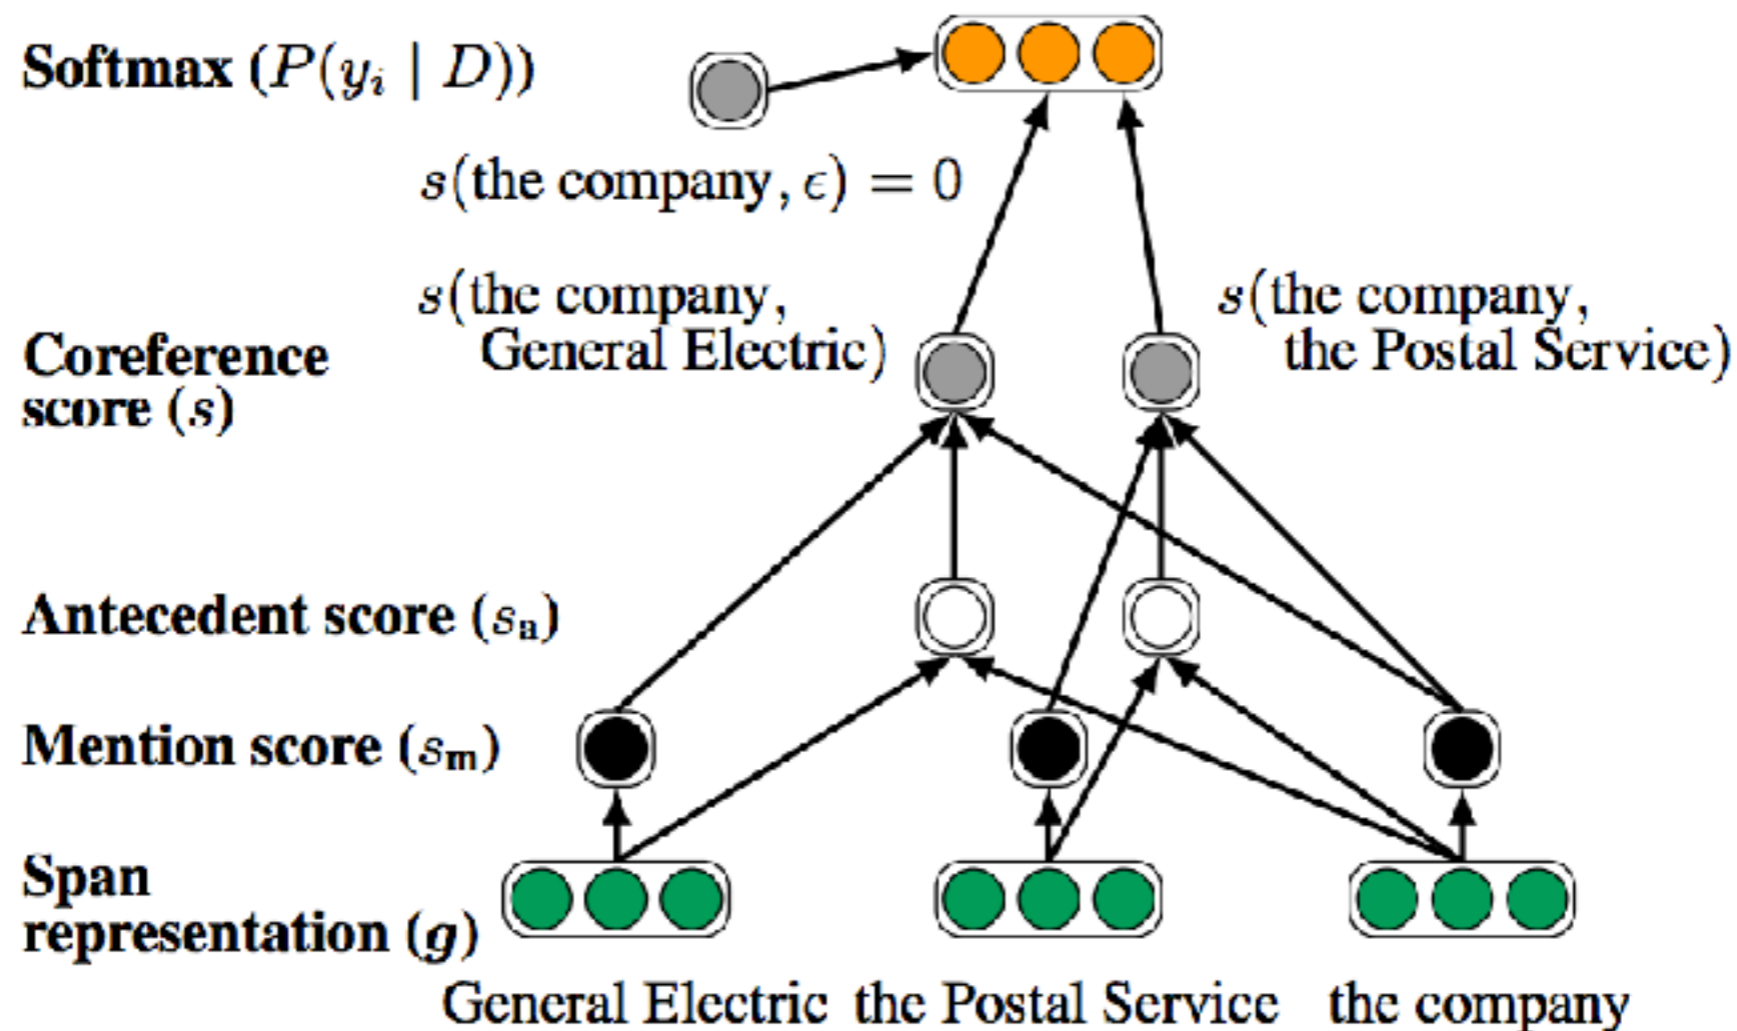 Softmax (P(y_i | D))
s(the company, ϵ) = 0
s(the company,
General Electric)
s(the company,
the Postal Service)
Coreference
score (s)
Antecedent score (s_a)
Mention score (s_m)
Span
representation (g)
General Electric the Postal Service the company